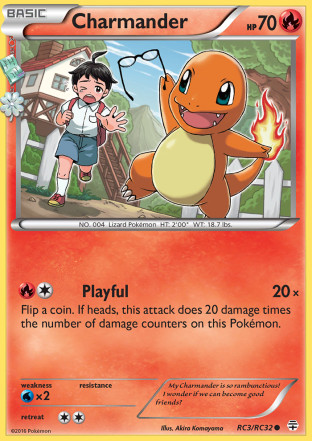 BASIC
Charmander
HP 70
NO. 004 Lizard Pokémon HT: 2'00" WT: 18.7 lbs.
Playful 20×
Flip a coin. If heads, this attack does 20 damage times
the number of damage counters on this Pokémon.
weakness resistance
×2
retreat
My Charmander is so rambunctious!
I wonder if we can become good
friends?
©2016 Pokémon
Illus. Akira Komayama
RC3/RC32